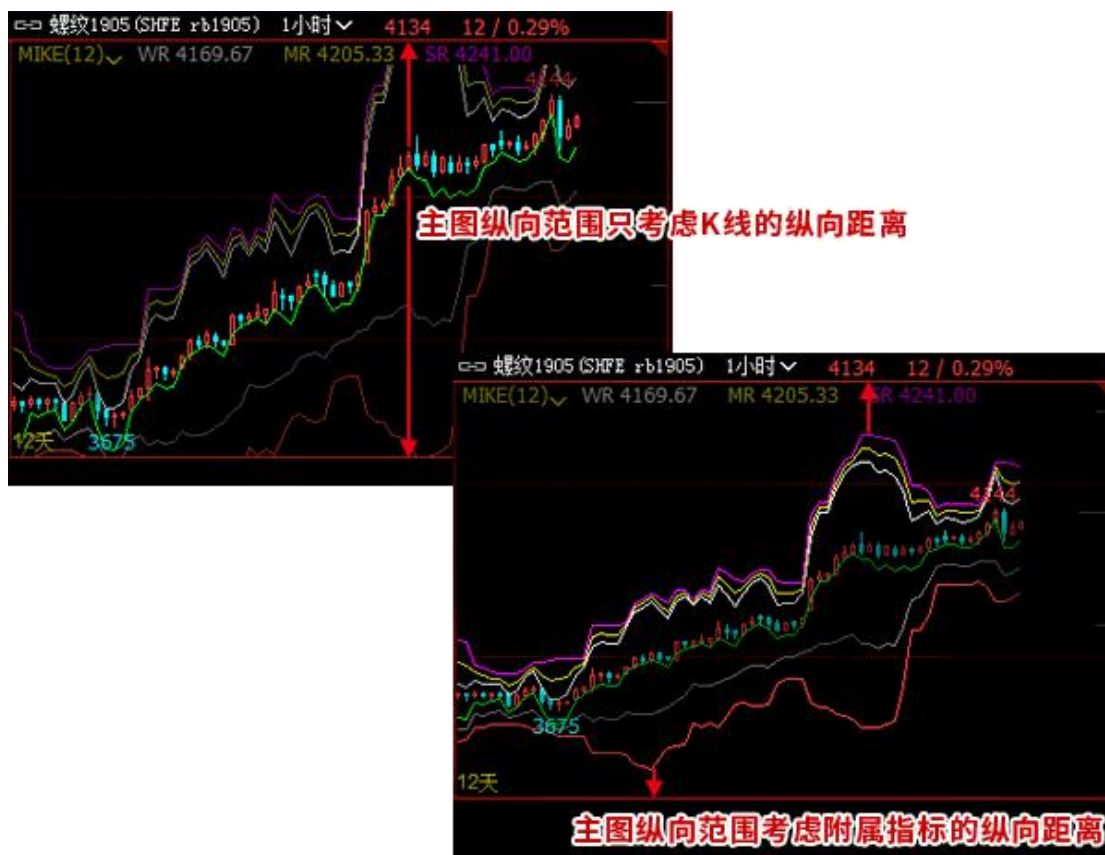 螺纹1905(SHFE rb1905) 1小时 4134 12 / 0.29%
MIKE(12) WR 4169.67 MR 4205.33 SR 4241.00
4244
主图纵向范围只考虑K线的纵向距离
12天 3675
螺纹1905(SHFE rb1905) 1小时 4134 12 / 0.29%
MIKE(12) WR 4169.67 MR 4205.33 SR 4241.00
3675
12天
主图纵向范围考虑附属指标的纵向距离